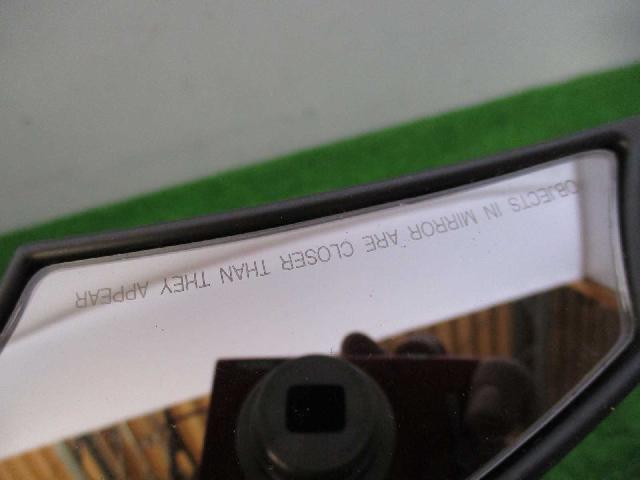 OBJECTS IN MIRROR ARE CLOSER THAN THEY APPEAR